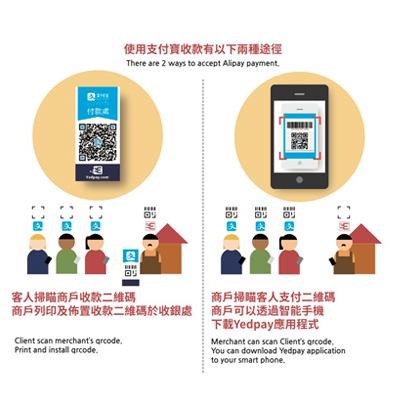 使用支付寶收款有以下兩種途徑
There are 2 ways to accept Alipay payment.
支付宝
付款處
Yedpay.com
客人掃瞄商戶收款二維碼
商戶列印及佈置收款二維碼於收銀處
Client scan merchant's qrcode.
Print and install qrcode.
商戶掃瞄客人支付二維碼
商戶可以透過智能手機
下載Yedpay應用程式
Merchant can scan Client's qrcode.
You can download Yedpay application
to your smart phone.